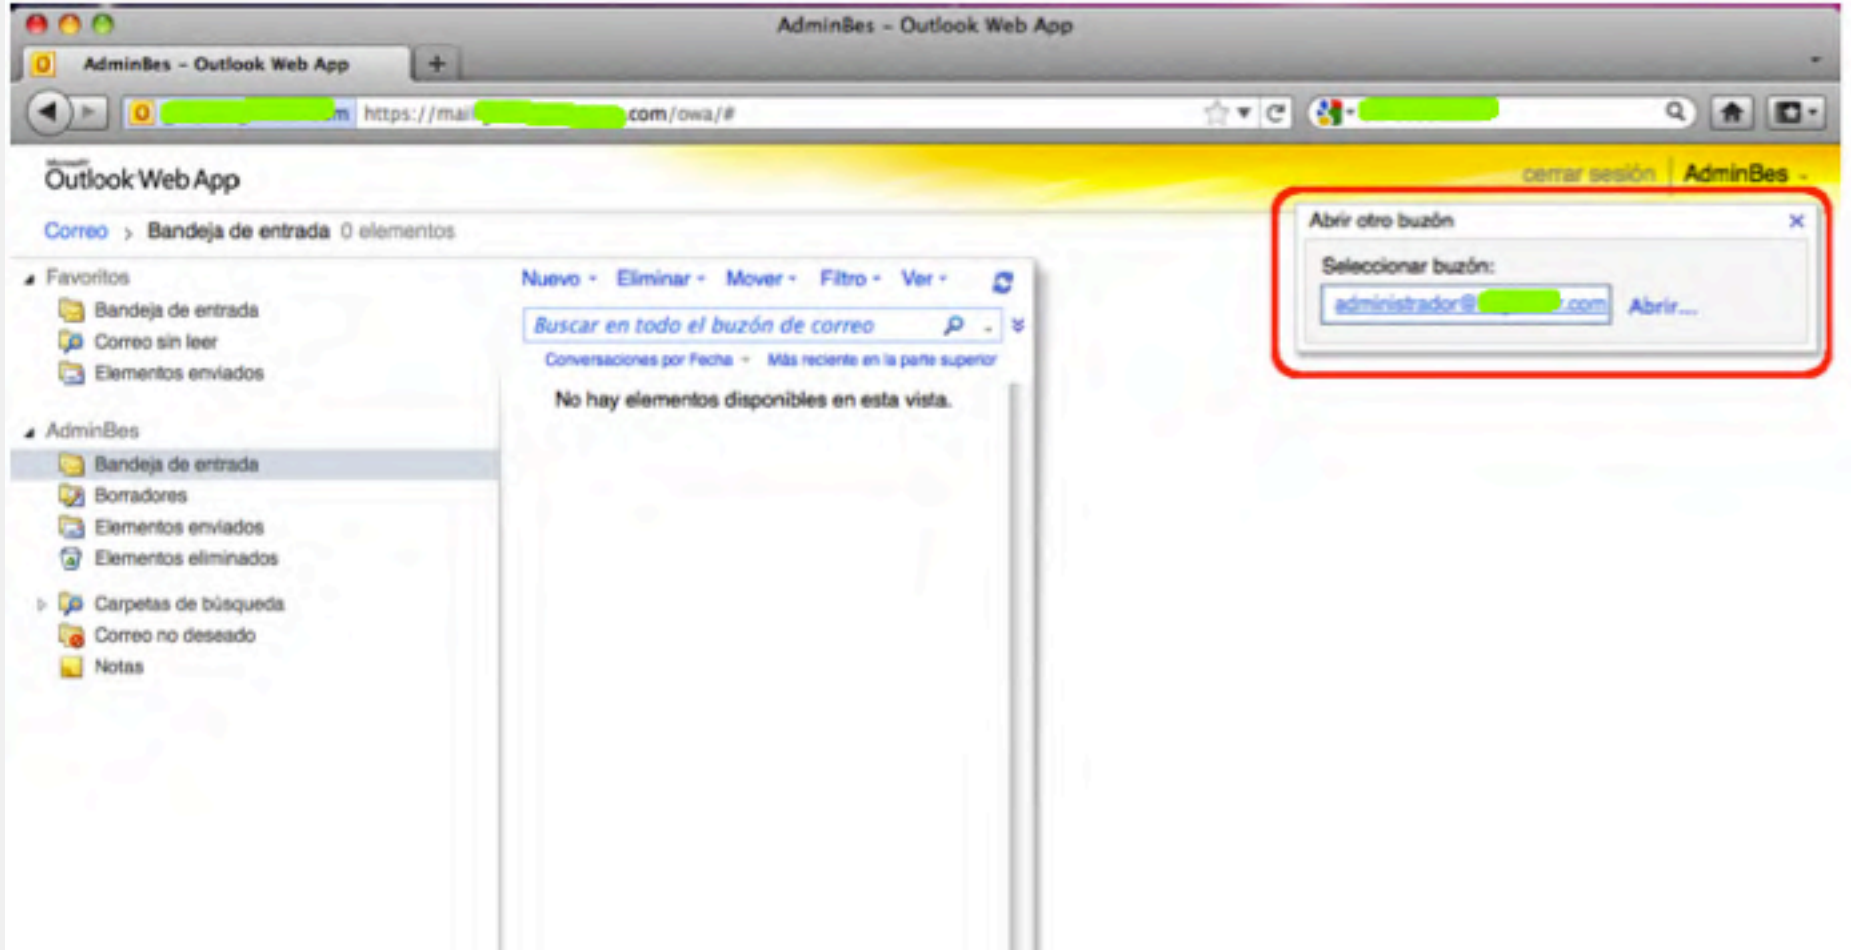 AdminBes - Outlook Web App
AdminBes - Outlook Web App
m https://mail .com/owa/#
Microsoft
Outlook Web App
cerrar sesión AdminBes
Correo > Bandeja de entrada 0 elementos
Abrir otro buzón
Seleccionar buzón:
administrador@ .com Abrir...
Favoritos
Bandeja de entrada
Correo sin leer
Elementos enviados
AdminBes
Bandeja de entrada
Borradores
Elementos enviados
Elementos eliminados
Carpetas de búsqueda
Correo no deseado
Notas
Nuevo Eliminar Mover Filtro Ver
Buscar en todo el buzón de correo
Conversaciones por Fecha Más reciente en la parte superior
No hay elementos disponibles en esta vista.